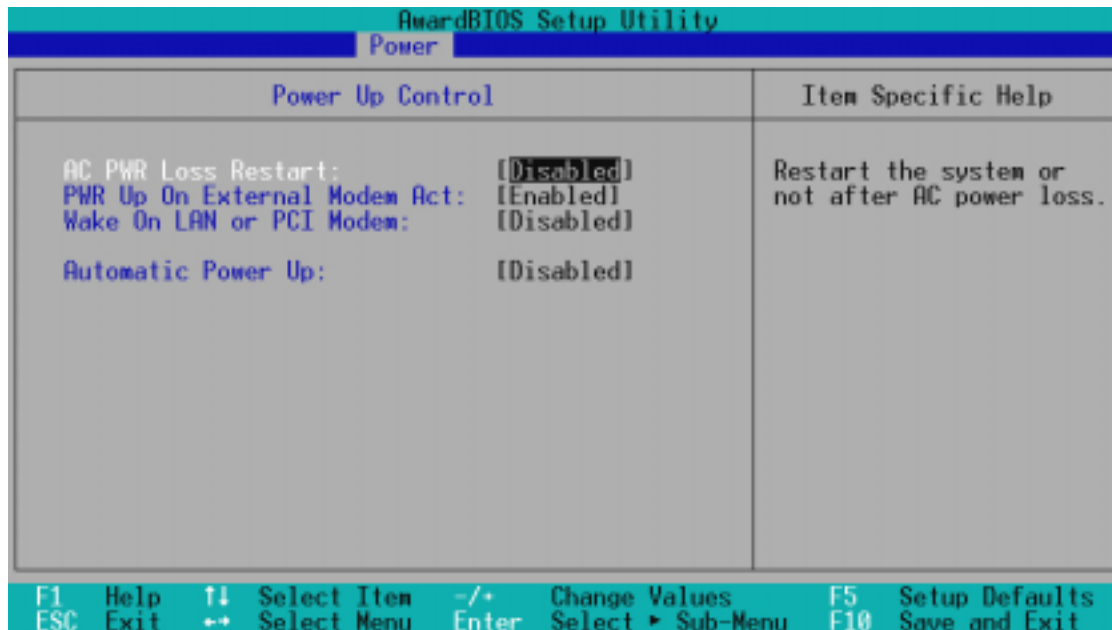 AwardBIOS Setup Utility
Power
Power Up Control
Item Specific Help
AC PWR Loss Restart: [Disabled]
PWR Up On External Modem Act: [Enabled]
Wake On LAN or PCI Modem: [Disabled]
Automatic Power Up: [Disabled]
Restart the system or
not after AC power loss.
F1 Help ↑↓ Select Item -/+ Change Values F5 Setup Defaults
ESC Exit ←→ Select Menu Enter Select ► Sub-Menu F10 Save and Exit